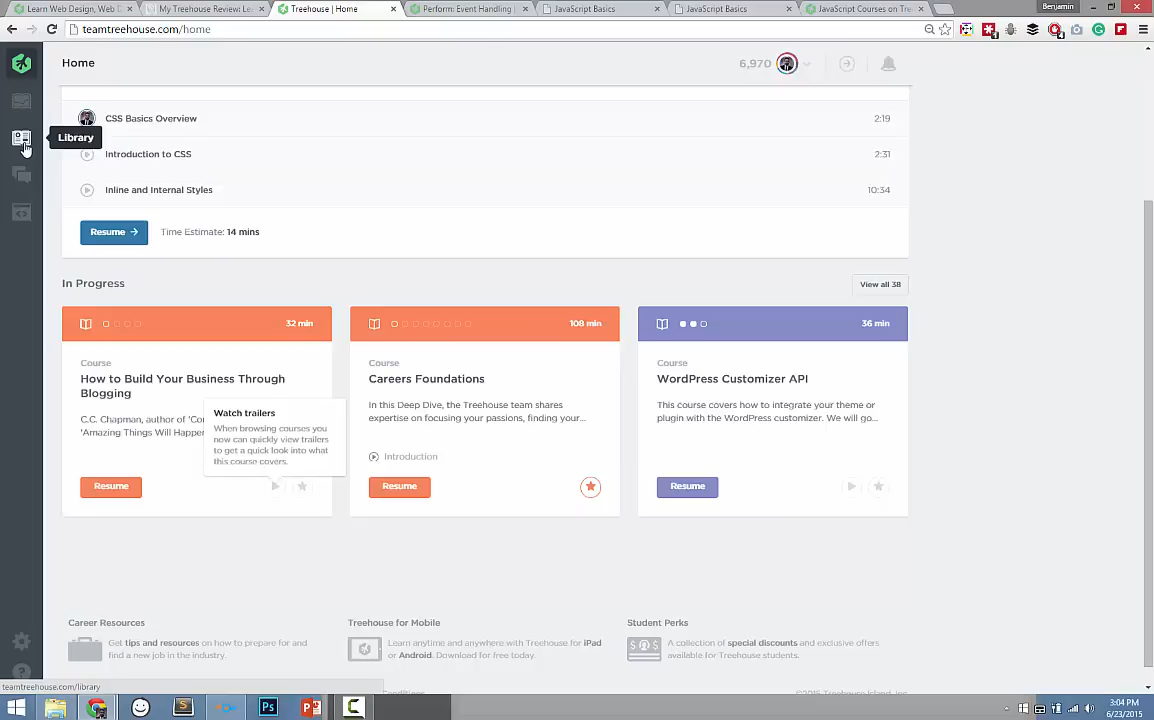 Learn Web Design, Web D
My Treehouse Review: Le
Treehouse | Home
Perform: Event Handling |
JavaScript Basics
JavaScript Basics
JavaScript Courses on Tre
Benjamin
teamtreehouse.com/home
Home
6,970
Library
CSS Basics Overview
2:19
Introduction to CSS
2:31
Inline and Internal Styles
10:34
Resume → Time Estimate: 14 mins
In Progress
View all 38
32 min
108 min
36 min
Course
How to Build Your Business Through
Blogging
C.C. Chapman, author of 'Co
'Amazing Things Will Happer
Watch trailers
When browsing courses you
now can quickly view trailers
to get a quick look into what
this course covers.
Resume
Course
Careers Foundations
In this Deep Dive, the Treehouse team shares
expertise on focusing your passions, finding your...
Introduction
Resume
Course
WordPress Customizer API
This course covers how to integrate your theme or
plugin with the WordPress customizer. We will go...
Resume
Career Resources
Get tips and resources on how to prepare for and
find a new job in the industry.
Treehouse for Mobile
Learn anytime and anywhere with Treehouse for iPad
or Android. Download for free today.
Student Perks
A collection of special discounts and exclusive offers
available for Treehouse students.
teamtreehouse.com/library
Conditions
©2015 Treehouse Island, Inc.
Ps
3:04 PM
6/23/2015